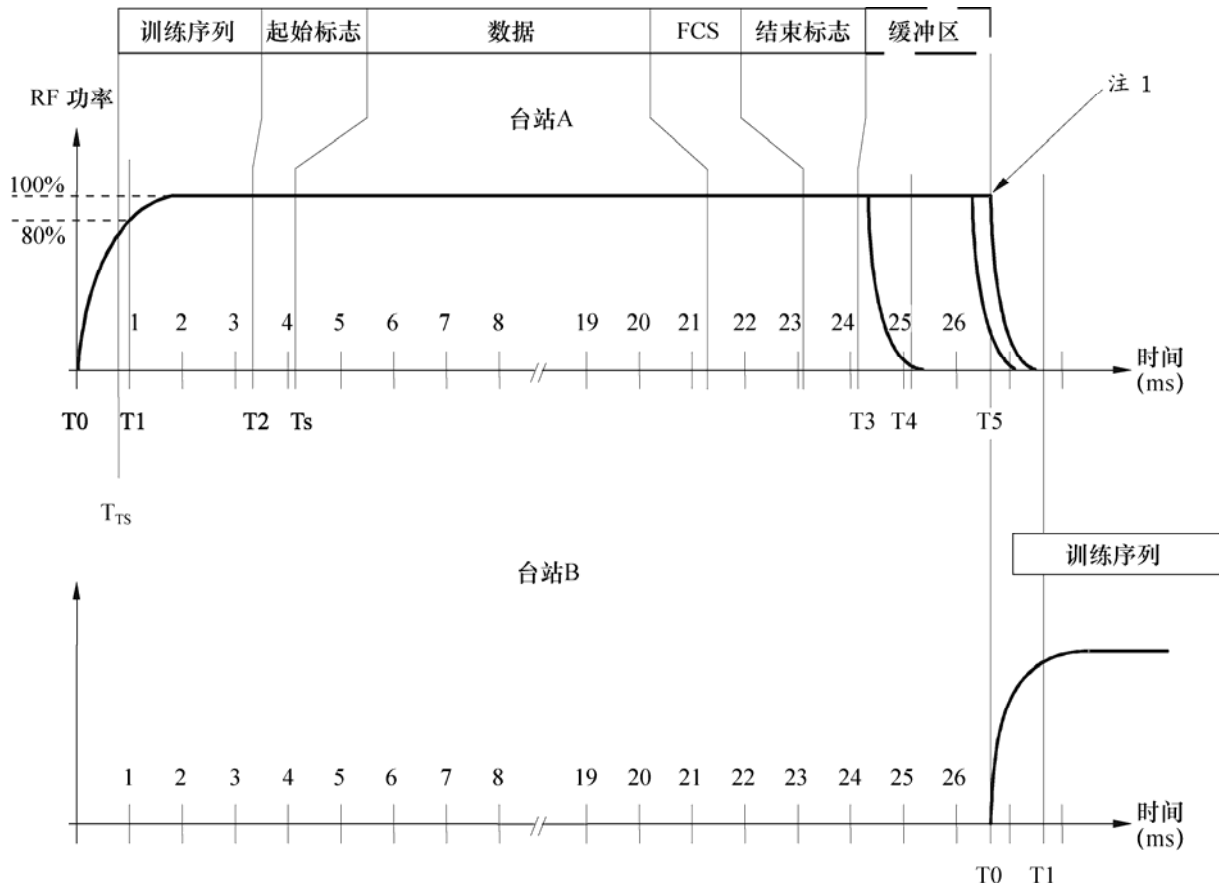 训练序列 起始标志 数据 FCS 结束标志 缓冲区
注 1
RF 功率
台站A
100%
80%
1 2 3 4 5 6 7 8 19 20 21 22 23 24 25 26
时间
(ms)
T0 T1 T2 Ts T3 T4 T5
T_TS
训练序列
台站B
1 2 3 4 5 6 7 8 19 20 21 22 23 24 25 26
时间
(ms)
T0 T1